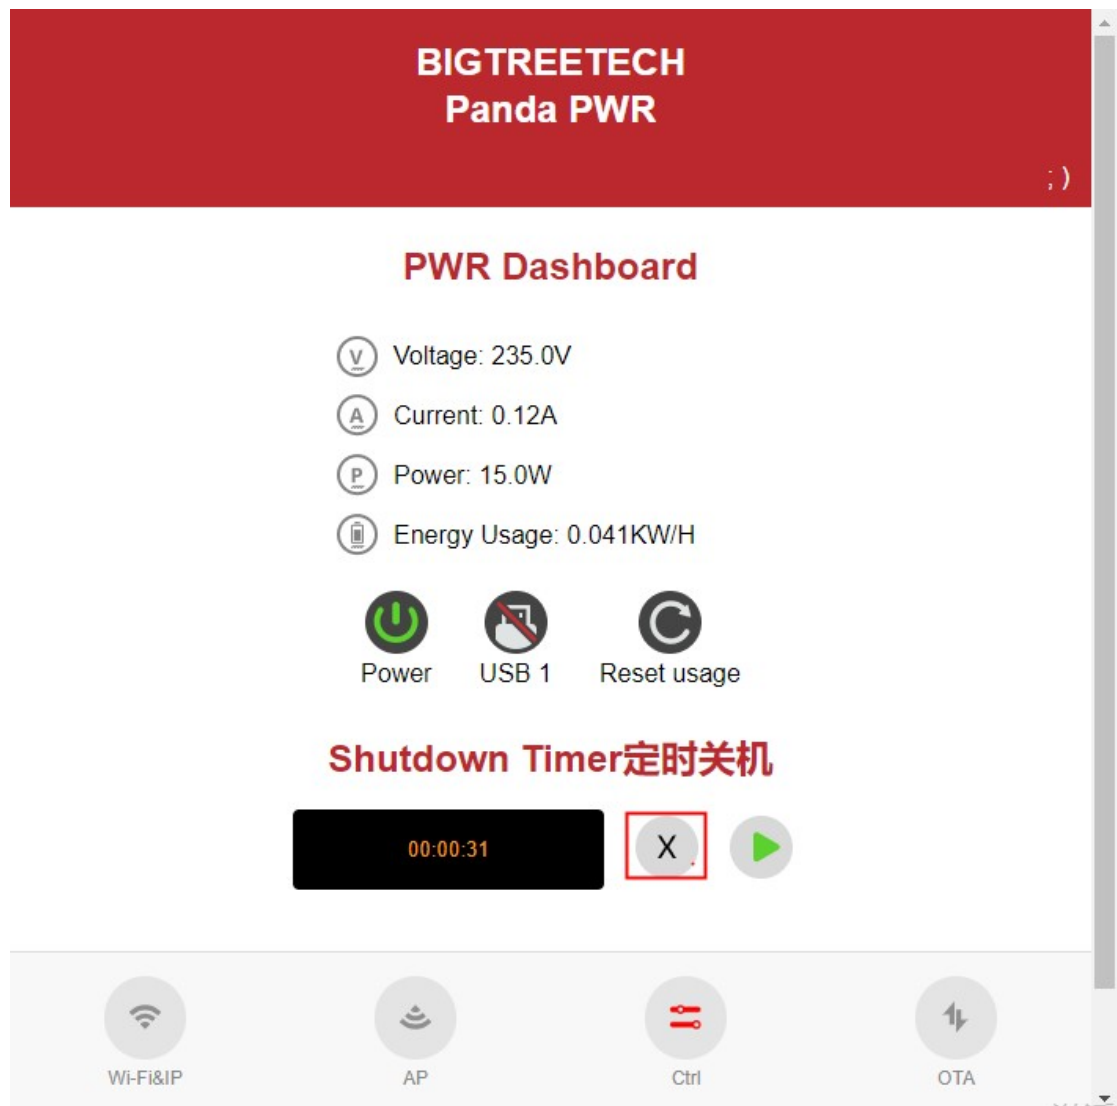 BIGTREETECH
Panda PWR
; )
PWR Dashboard
V Voltage: 235.0V
A Current: 0.12A
P Power: 15.0W
Energy Usage: 0.041KW/H
Power USB 1 Reset usage
Shutdown Timer定时关机
00:00:31 X
Wi-Fi&IP AP Ctrl OTA